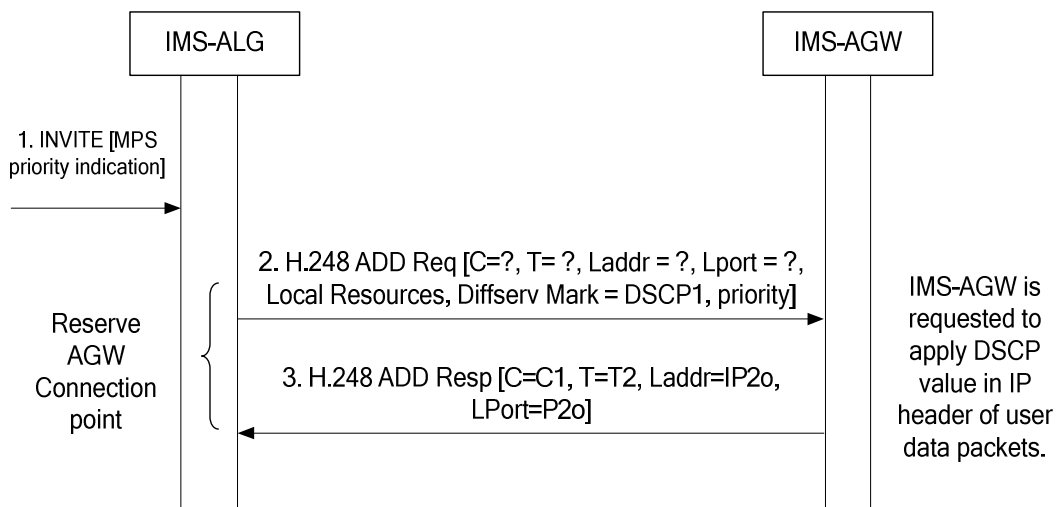 IMS-ALG
IMS-AGW
1. INVITE [MPS
priority indication]
2. H.248 ADD Req [C=?, T= ?, Laddr = ?, Lport = ?,
Local Resources, Diffserv Mark = DSCP1, priority]
Reserve
AGW
Connection
point
3. H.248 ADD Resp [C=C1, T=T2, Laddr=IP2o,
LPort=P2o]
IMS-AGW is
requested to
apply DSCP
value in IP
header of user
data packets.